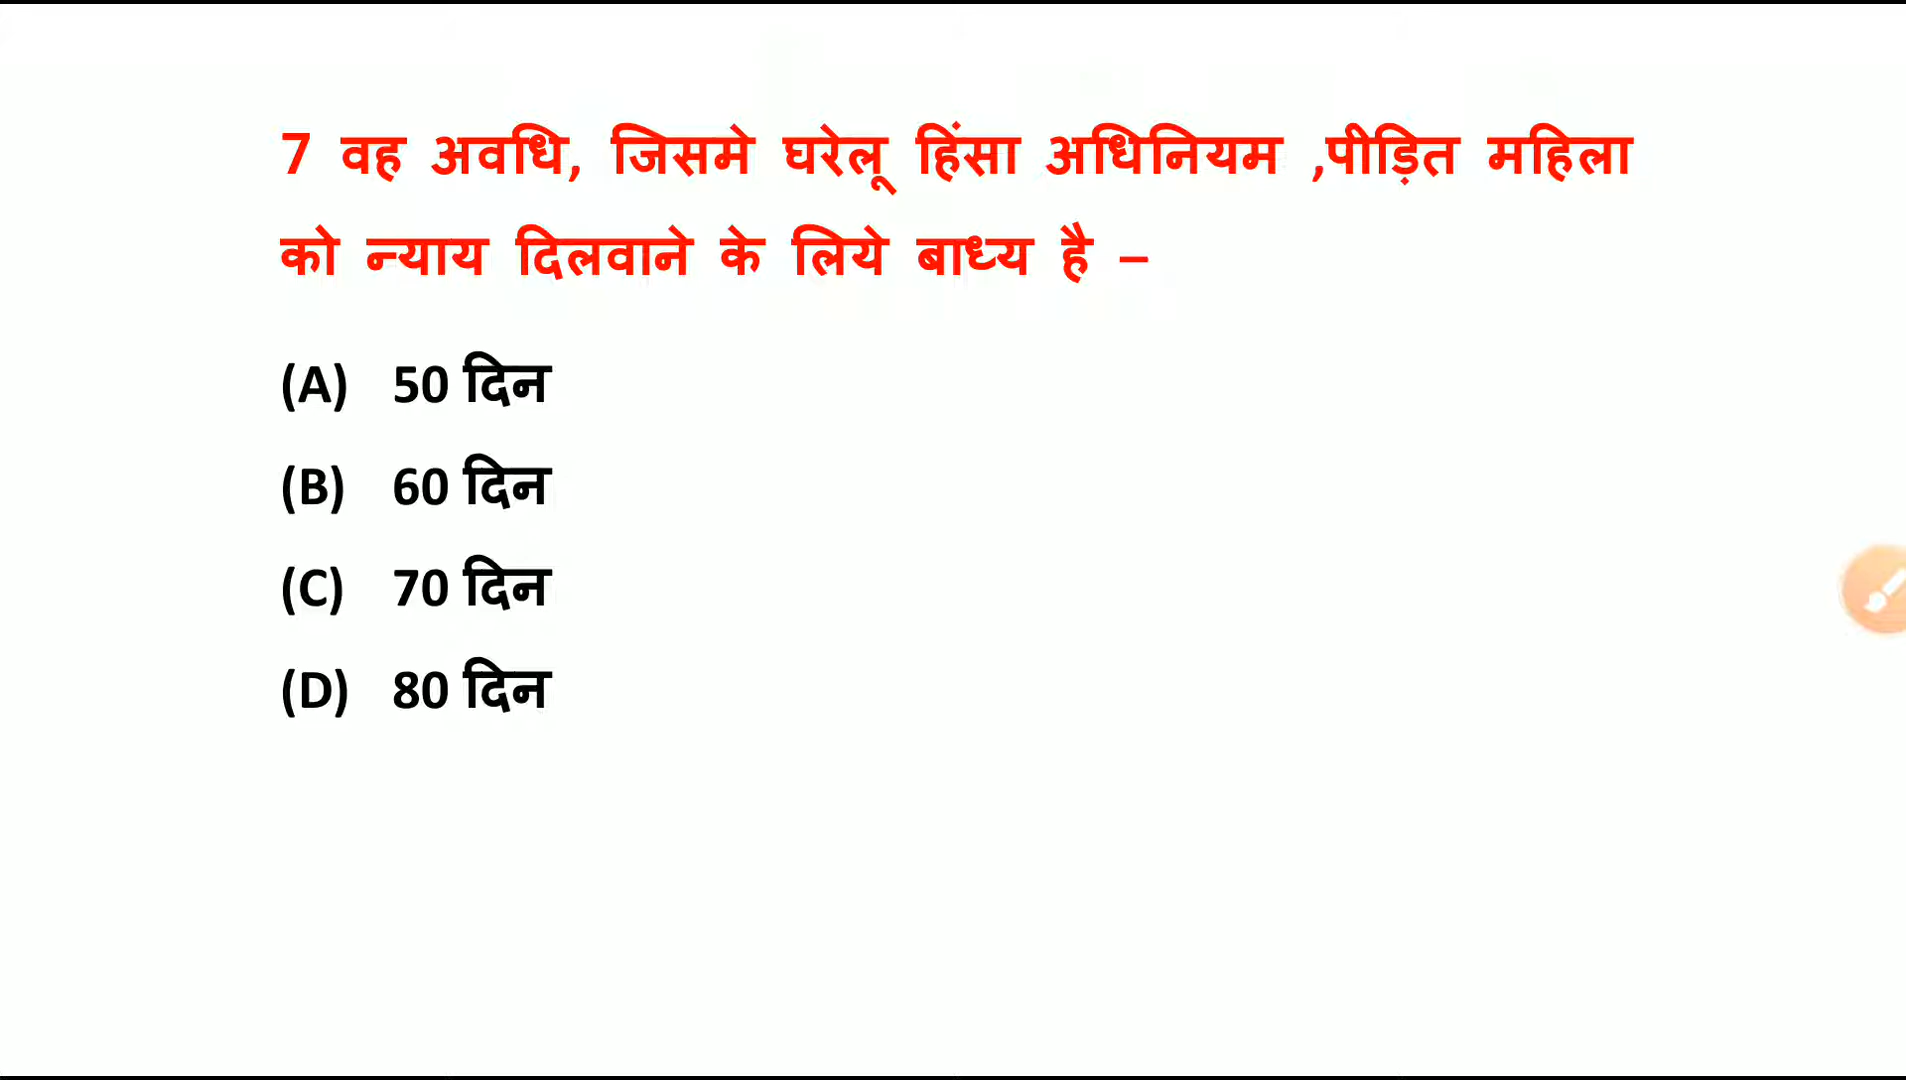 7 वह अवधि, जिसमे घरेलू हिंसा अधिनियम ,पीड़ित महिला
को न्याय दिलवाने के लिये बाध्य है –
(A) 50 दिन
(B) 60 दिन
(C) 70 दिन
(D) 80 दिन